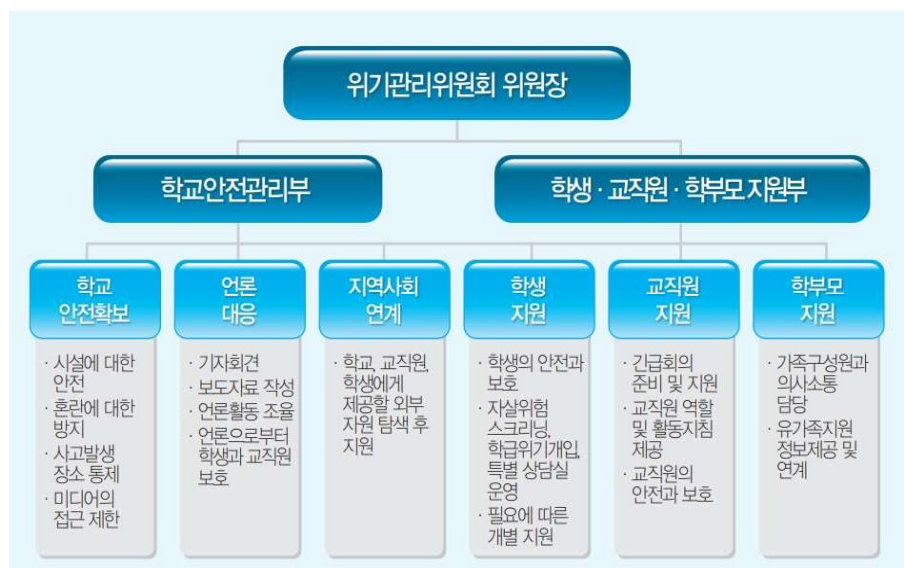 위기관리위원회 위원장
학교안전관리부
학생 · 교직원 · 학부모 지원부
학교
안전확보
언론
대응
지역사회
연계
학생
지원
교직원
지원
학부모
지원
· 시설에 대한
안전
· 혼란에 대한
방지
· 사고발생
장소 통제
· 미디어의
접근 제한
· 기자회견
· 보도자료 작성
· 언론활동 조율
· 언론으로부터
학생과 교직원
보호
· 학교, 교직원,
학생에게
제공할 외부
자원 탐색 후
지원
· 학생의 안전과
보호
· 자살위험
스크리닝,
학급위기개입,
특별 상담실
운영
· 필요에 따른
개별 지원
· 긴급회의
준비 및 지원
· 교직원 역할
및 활동지침
제공
· 교직원의
안전과 보호
· 가족구성원과
의사소통
담당
· 유가족지원
정보제공 및
연계